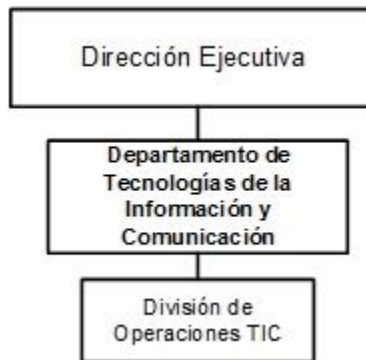 Dirección Ejecutiva
Departamento de
Tecnologías de la
Información y
Comunicación
División de
Operaciones TIC